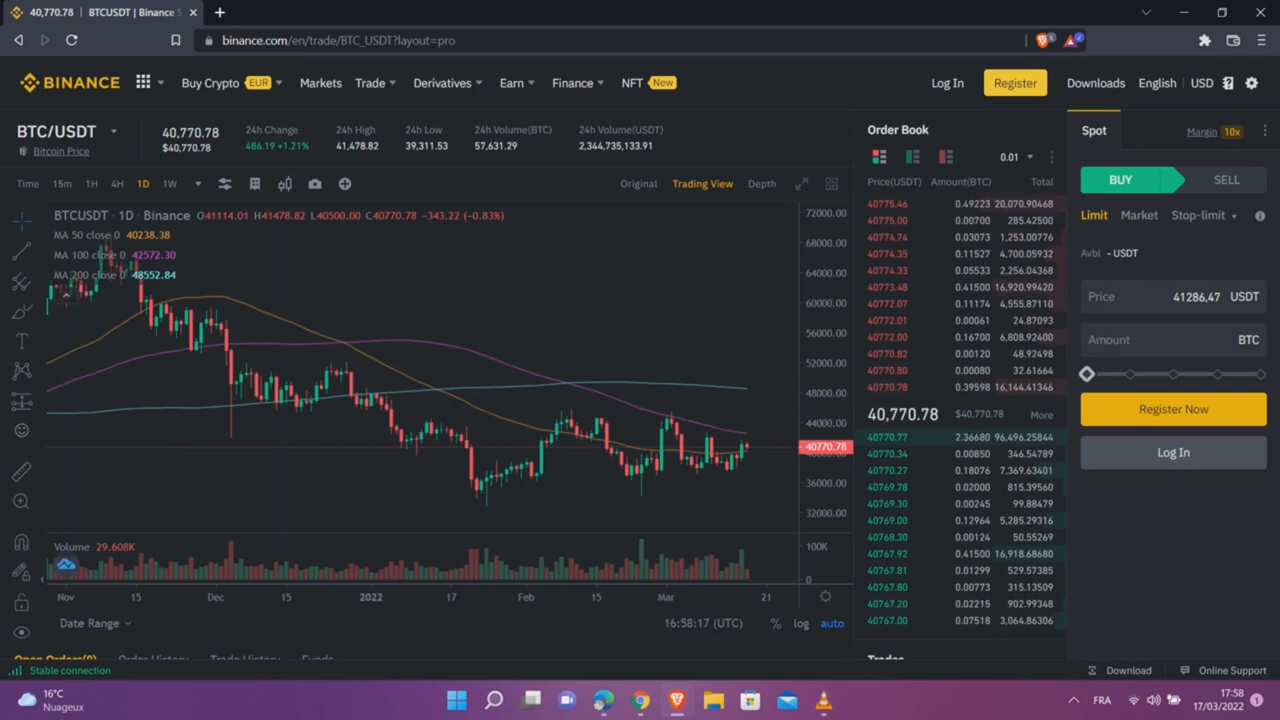 40,770.78 | BTCUSDT | Binance S
binance.com/en/trade/BTC_USDT?layout=pro
BINANCE Buy Crypto EUR Markets Trade Derivatives Earn Finance NFT New Log In Register Downloads English USD
BTC/USDT
Bitcoin Price
40,770.78
$40,770.78
24h Change
486.19 +1.21%
24h High
41,478.82
24h Low
39,311.53
24h Volume(BTC)
57,631.29
24h Volume(USDT)
2,344,735,133.91
Time 15m 1H 4H 1D 1W Original Trading View Depth
BTCUSDT · 1D · Binance O41114.01 H41478.82 L40500.00 C40770.78 -343.22 (-0.83%)
MA 50 close 0 40238.38
MA 100 close 0 42572.30
MA 200 close 0 48552.84
72000.00
68000.00
64000.00
60000.00
56000.00
52000.00
48000.00
44000.00
40770.78
40000.00
36000.00
32000.00
Volume 29.608K
100K
0
Nov 15 Dec 15 2022 17 Feb 15 Mar 21
Date Range 16:58:17 (UTC) % log auto
Open Orders(0) Order History Trade History Funds
Order Book
0.01
Price(USDT) Amount(BTC) Total
40775.46 0.49223 20,070.90468
40775.00 0.00700 285.42500
40774.74 0.03073 1,253.00776
40774.35 0.11527 4,700.05932
40774.33 0.05533 2,256.04368
40773.48 0.41500 16,920.99420
40772.07 0.11174 4,555.87110
40772.01 0.00061 24.87093
40772.00 0.16700 6,808.92400
40770.82 0.00120 48.92498
40770.80 0.00080 32.61664
40770.78 0.39598 16,144.41346
40,770.78 $40,770.78 More
40770.77 2.36680 96,496.25844
40770.34 0.00850 346.54789
40770.27 0.18076 7,369.63401
40769.78 0.02000 815.39560
40769.30 0.00245 99.88479
40769.00 0.12964 5,285.29316
40768.30 0.00124 50.55269
40767.92 0.41500 16,918.68680
40767.81 0.01299 529.57385
40767.80 0.00773 315.13509
40767.20 0.02215 902.99348
40767.00 0.07518 3,064.86306
Trades
Spot Margin 10x
BUY SELL
Limit Market Stop-limit
Avbl - USDT
Price 41286,47 USDT
Amount BTC
Register Now
Log In
Stable connection Download Online Support
16°C
Nuageux
FRA
17:58
17/03/2022
1